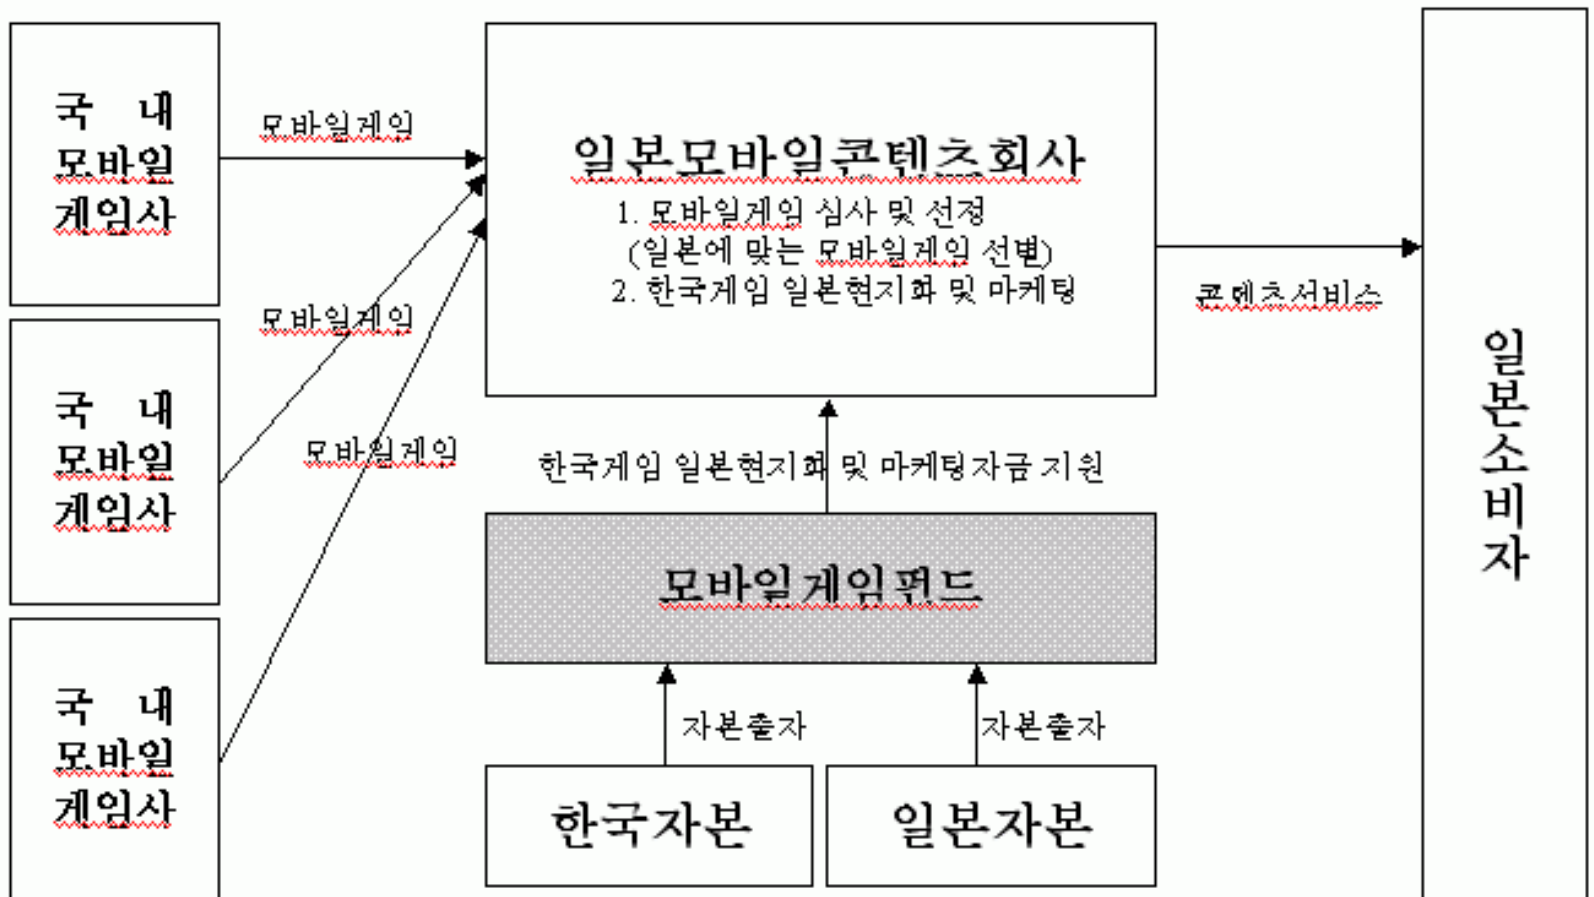 국 내
모바일
게임사
모바일게임
국 내
모바일
게임사
모바일게임
국 내
모바일
게임사
모바일게임
일본모바일콘텐츠회사
1. 모바일게임 심사 및 선정
(일본에 맞는 모바일게임 선별)
2. 한국게임 일본현지화 및 마케팅
한국게임 일본현지화 및 마케팅자금 지원
모바일게임펀드
자본출자
자본출자
한국자본
일본자본
콘텐츠서비스
일본소비자